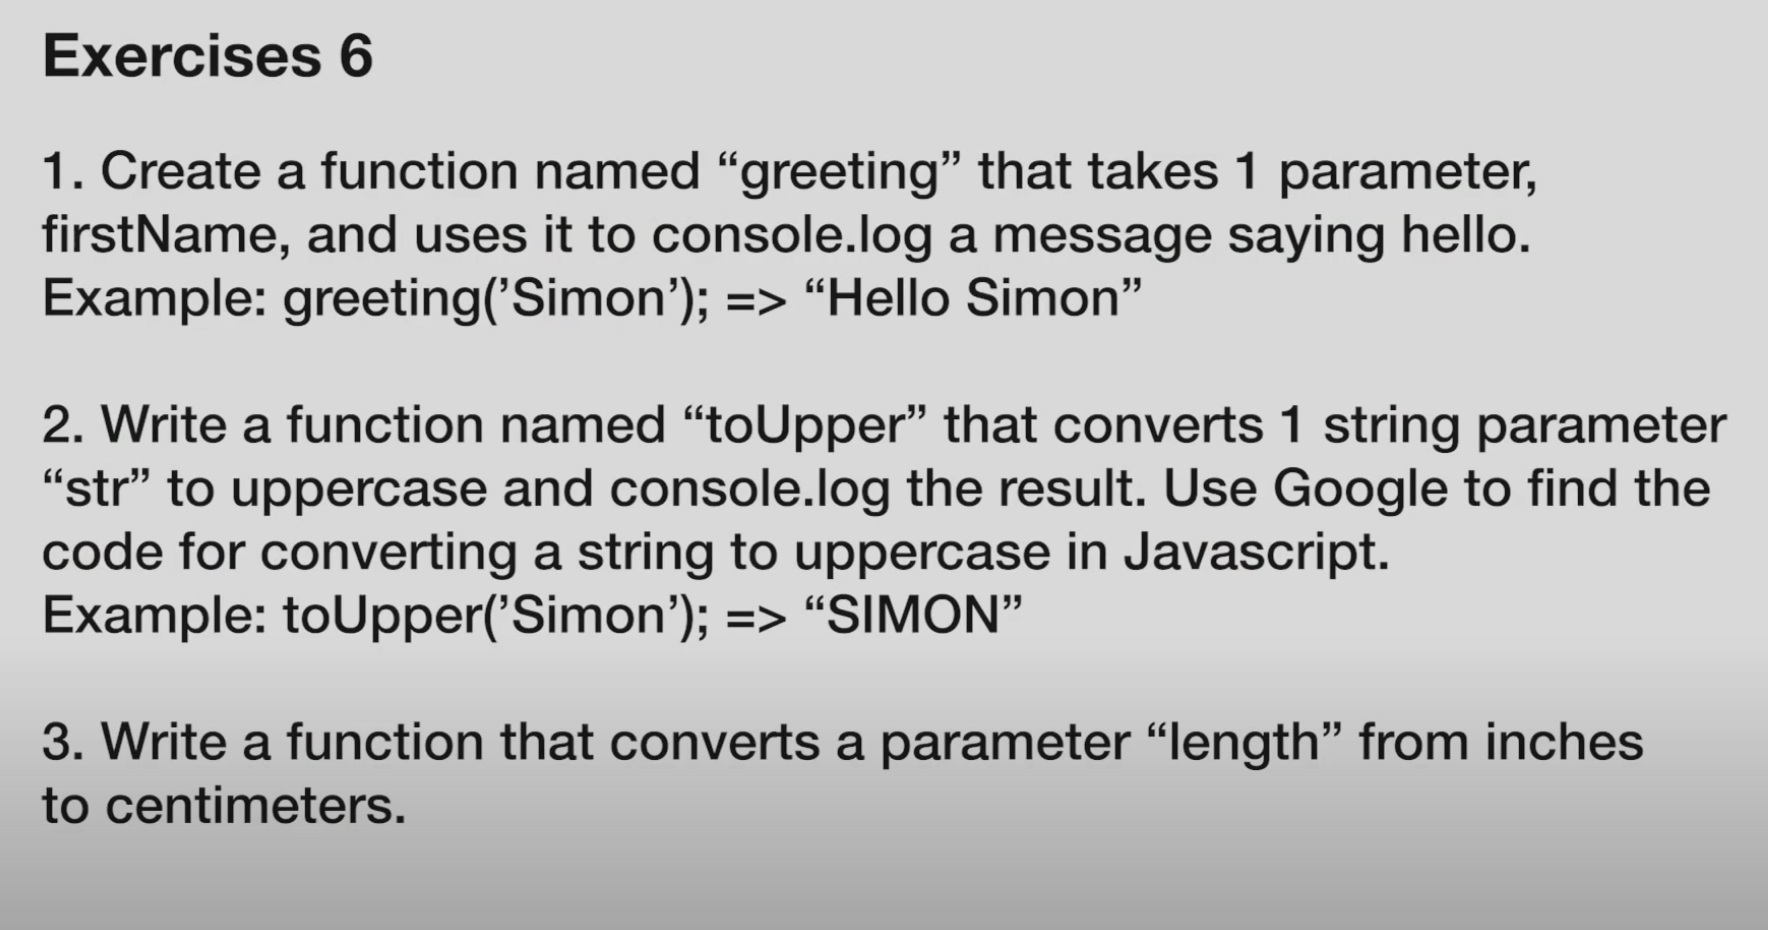 Exercises 6
1. Create a function named “greeting” that takes 1 parameter,
firstName, and uses it to console.log a message saying hello.
Example: greeting(’Simon’); => “Hello Simon”
2. Write a function named “toUpper” that converts 1 string parameter
“str” to uppercase and console.log the result. Use Google to find the
code for converting a string to uppercase in Javascript.
Example: toUpper(’Simon’); => “SIMON”
3. Write a function that converts a parameter “length” from inches
to centimeters.